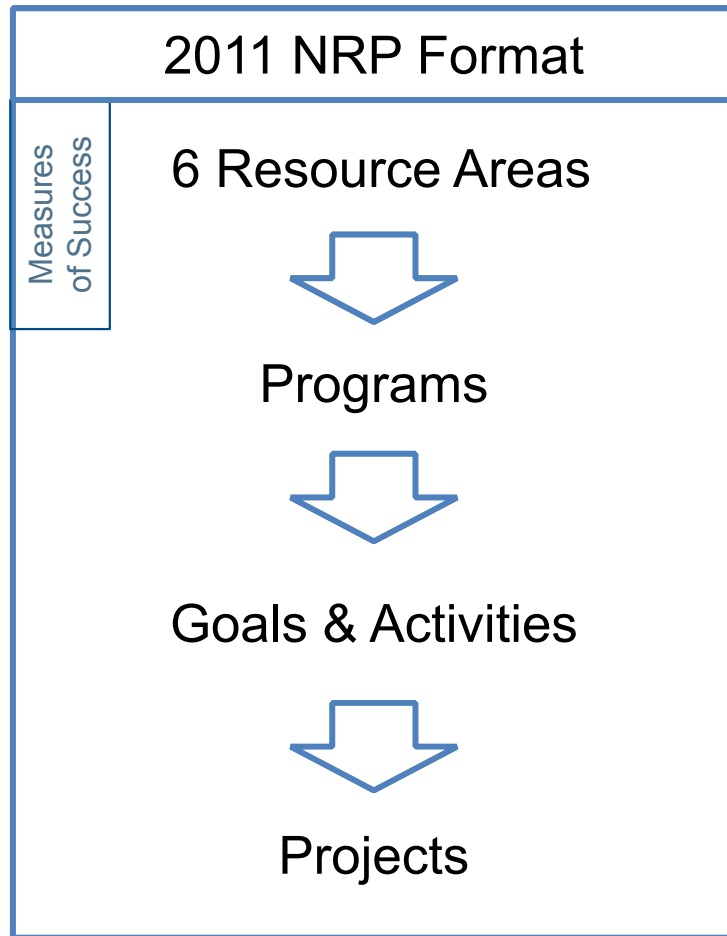 2011 NRP Format
Measures
of Success
6 Resource Areas
Programs
Goals & Activities
Projects